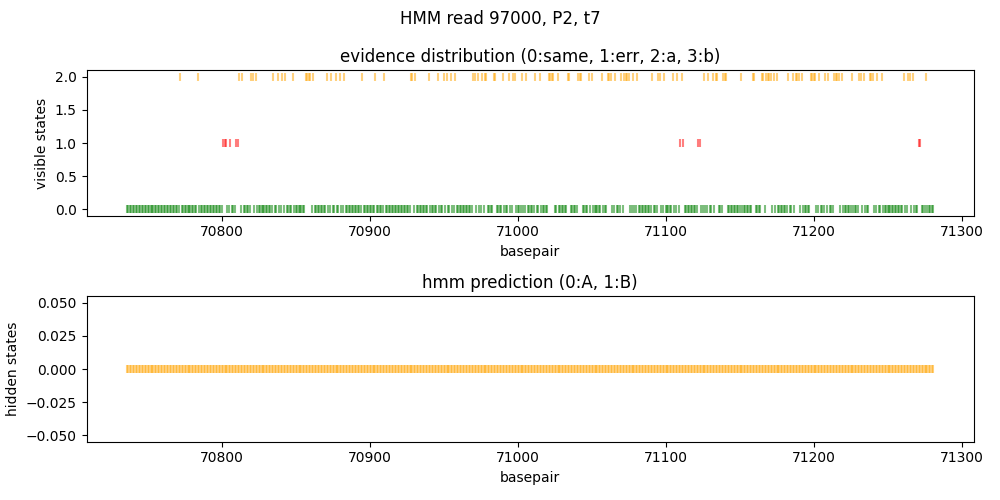 HMM read 97000, P2, t7
evidence distribution (0:same, 1:err, 2:a, 3:b)
visible states
2.0
1.5
1.0
0.5
0.0
70800 70900 71000 71100 71200 71300
basepair
hmm prediction (0:A, 1:B)
hidden states
0.050
0.025
0.000
−0.025
−0.050
70800 70900 71000 71100 71200 71300
basepair